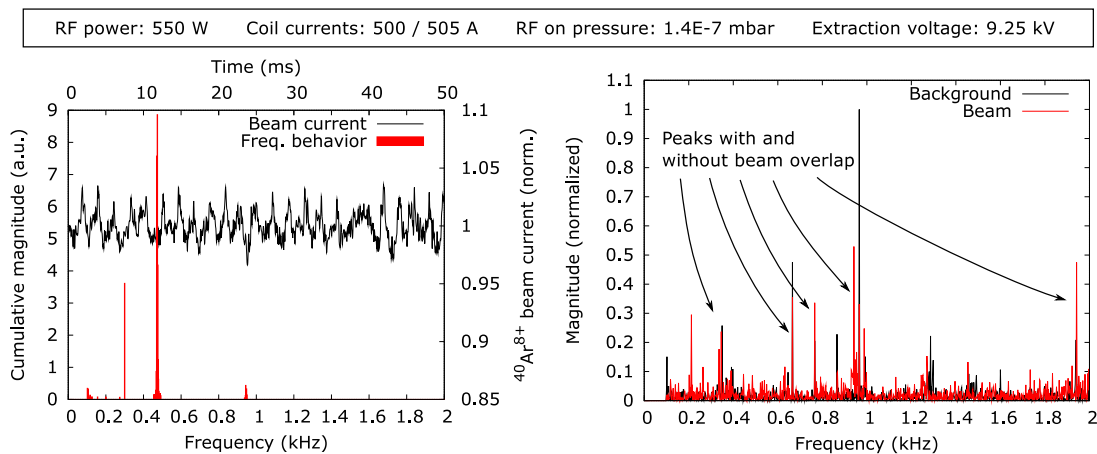 RF power: 550 W Coil currents: 500 / 505 A RF on pressure: 1.4E-7 mbar Extraction voltage: 9.25 kV
Time (ms)
0 10 20 30 40 50
Cumulative magnitude (a.u.)
9
8
7
6
5
4
3
2
1
0
Beam current
Freq. behavior
1.1
1.05
1
0.95
0.9
0.85
⁴⁰Ar⁸⁺ beam current (norm.)
0 0.2 0.4 0.6 0.8 1 1.2 1.4 1.6 1.8 2
Frequency (kHz)
Magnitude (normalized)
1.1
1
0.9
0.8
0.7
0.6
0.5
0.4
0.3
0.2
0.1
0
Background
Beam
Peaks with and
without beam overlap
0 0.2 0.4 0.6 0.8 1 1.2 1.4 1.6 1.8 2
Frequency (kHz)